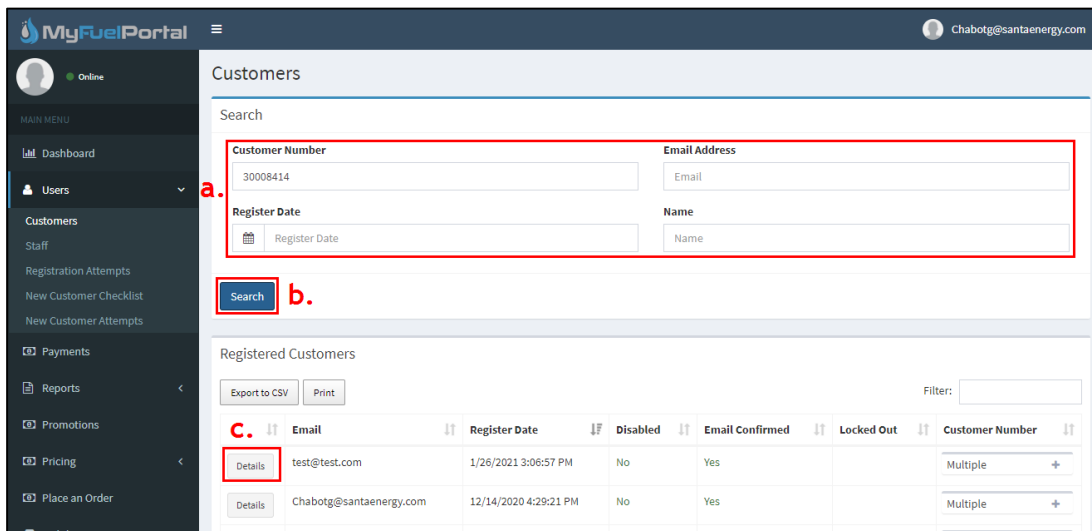 MyFuelPortal
Chabotg@santaenergy.com
Online
MAIN MENU
Dashboard
Users
Customers
Staff
Registration Attempts
New Customer Checklist
New Customer Attempts
Payments
Reports
Promotions
Pricing
Place an Order
Customers
Search
a.
Customer Number Email Address
30008414 Email
Register Date Name
Register Date Name
Search b.
Registered Customers
Export to CSV Print Filter:
c. Email Register Date Disabled Email Confirmed Locked Out Customer Number
Details test@test.com 1/26/2021 3:06:57 PM No Yes Multiple +
Details Chabotg@santaenergy.com 12/14/2020 4:29:21 PM No Yes Multiple +